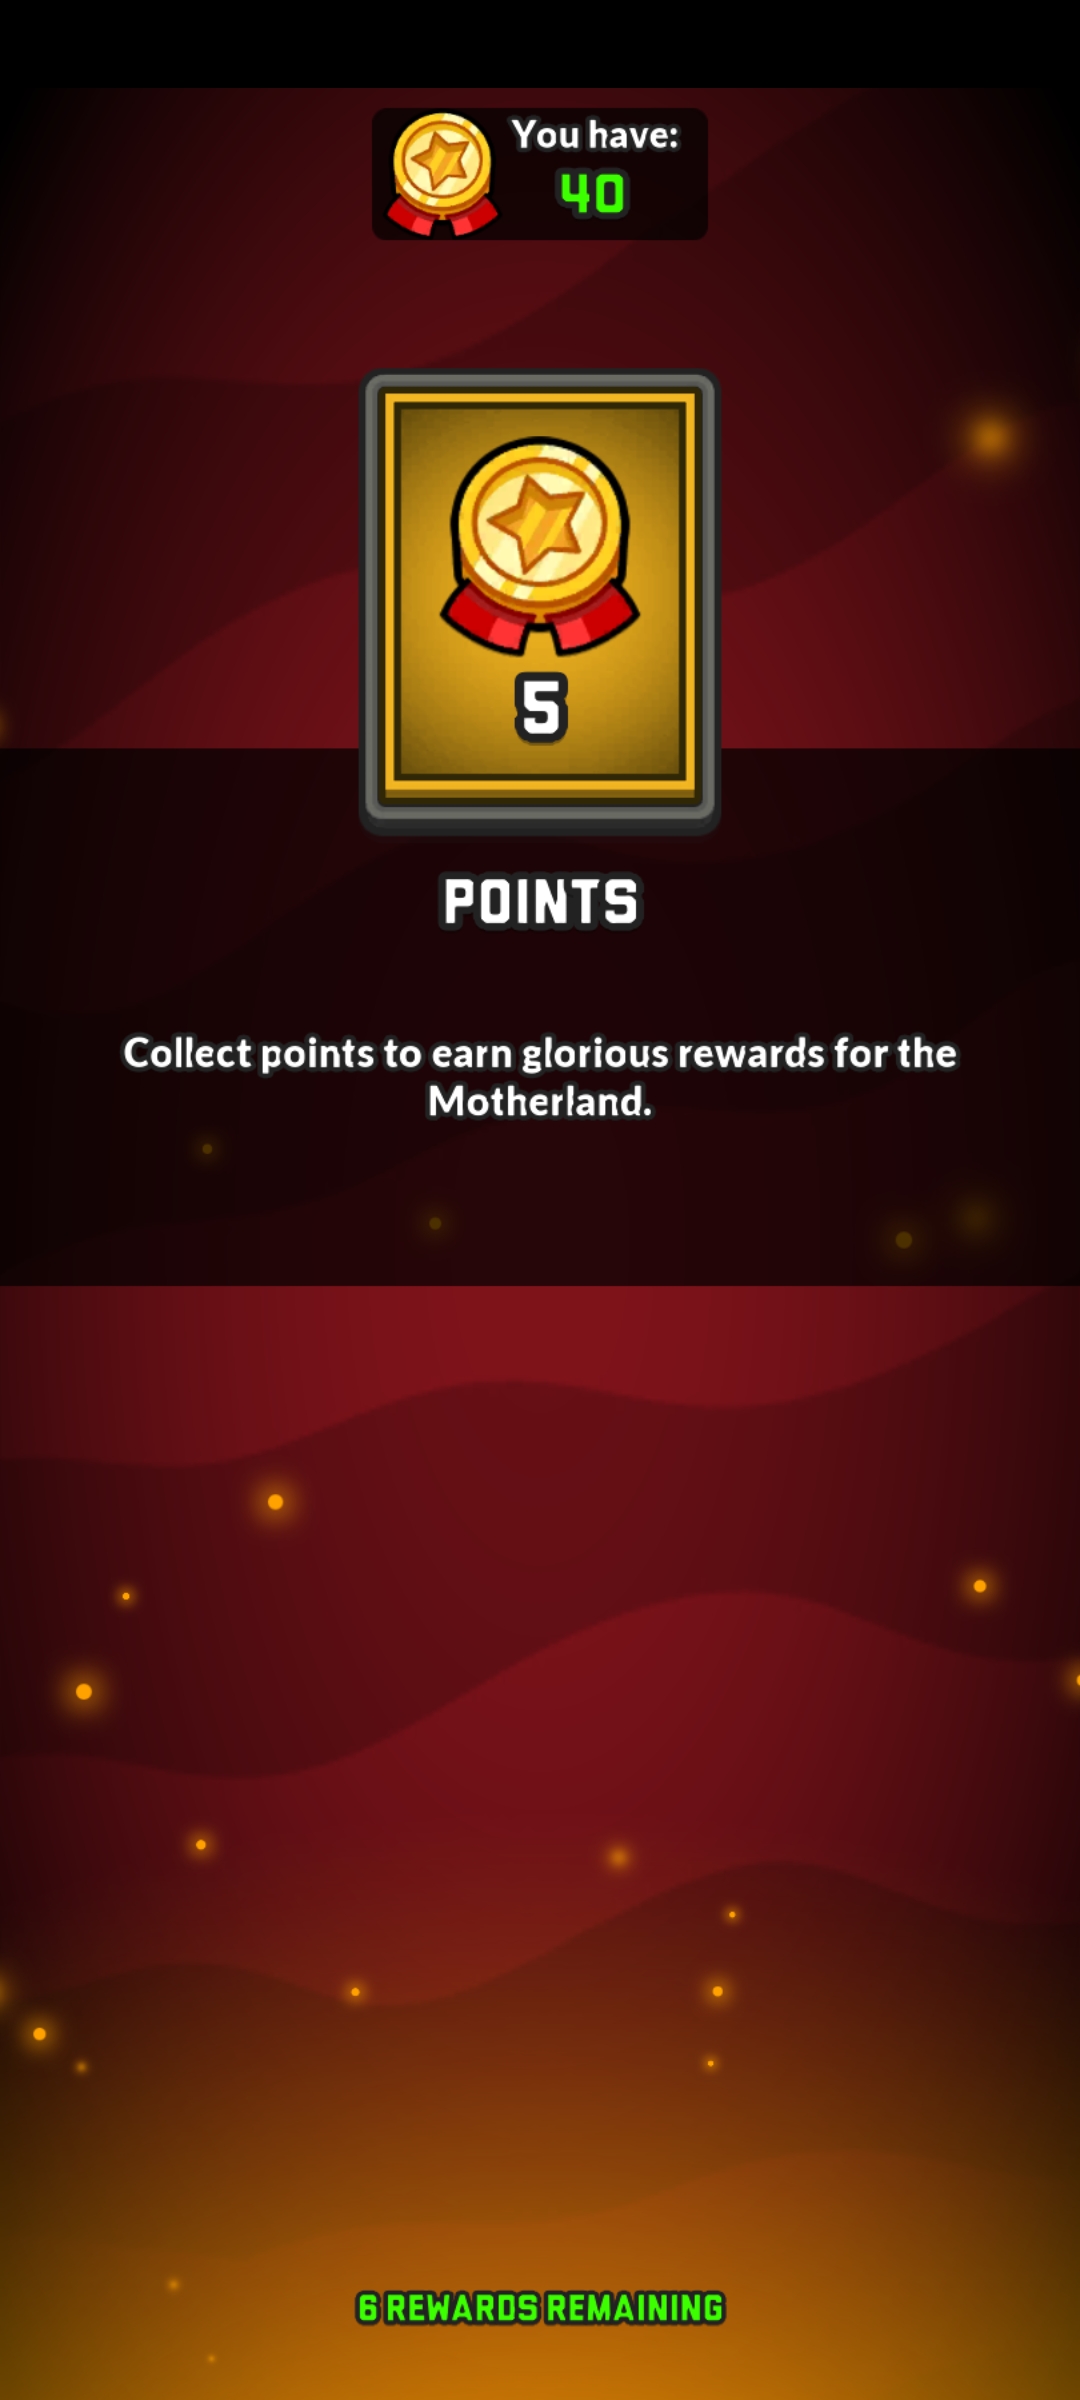 You have:
40
5
POINTS
Collect points to earn glorious rewards for the
Motherland.
6 REWARDS REMAINING